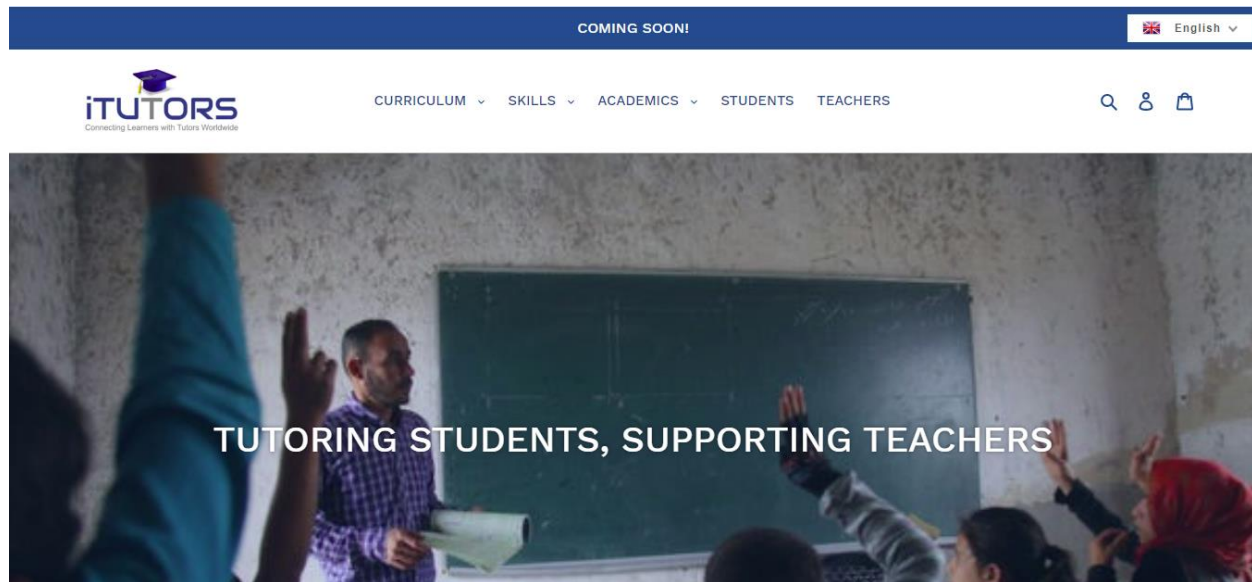 COMING SOON!
English
iTUTORS
Connecting Learners with Tutors Worldwide
CURRICULUM SKILLS ACADEMICS STUDENTS TEACHERS
TUTORING STUDENTS, SUPPORTING TEACHERS